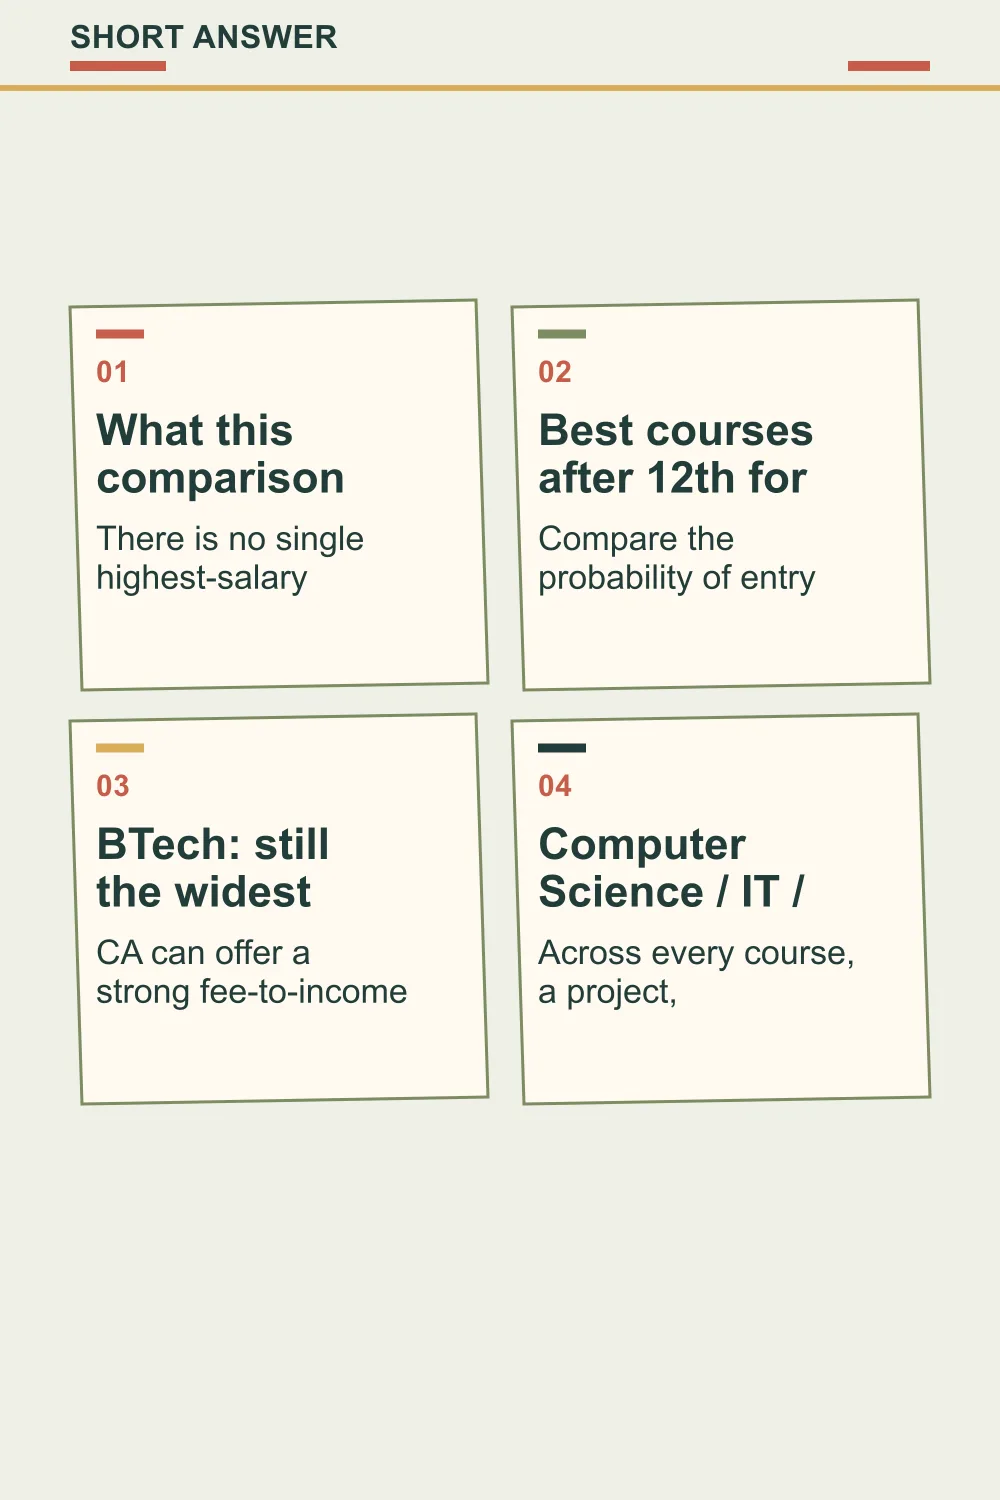 SHORT ANSWER
01
What this
comparison
There is no single
highest-salary
02
Best courses
after 12th for
Compare the
probability of entry
03
BTech: still
the widest
CA can offer a
strong fee-to-income
04
Computer
Science / IT /
Across every course,
a project,